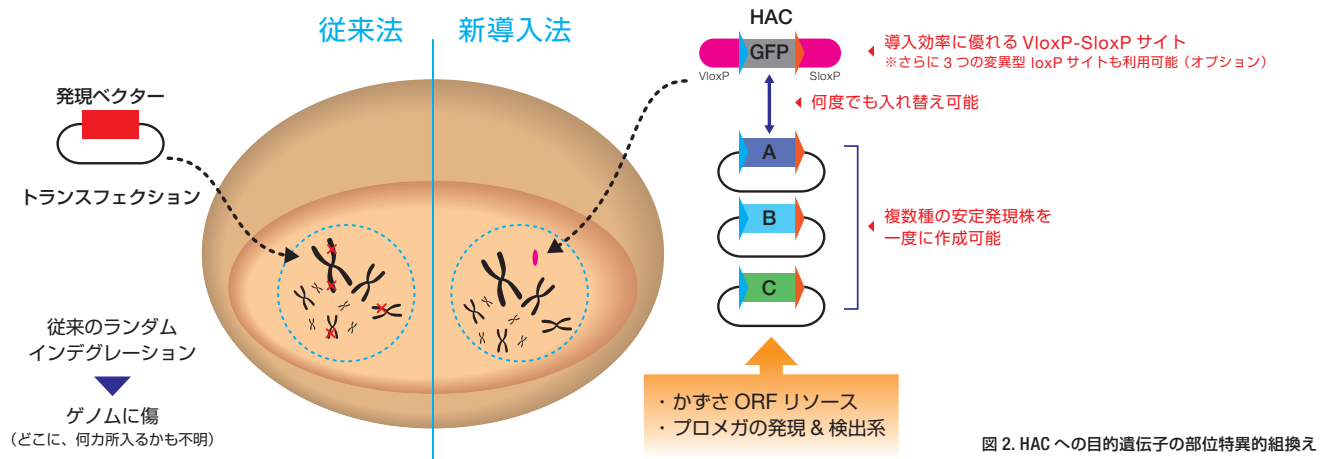 従来法
新導入法
発現ベクター
トランスフェクション
従来のランダム
インデグレーション
ゲノムに傷
（どこに、何カ所入るかも不明）
HAC
GFP
VloxP
SloxP
導入効率に優れる VloxP-SloxP サイト
※さらに 3 つの変異型 loxP サイトも利用可能（オプション）
何度でも入れ替え可能
A
B
C
複数種の安定発現株を
一度に作成可能
・かずさ ORF リソース
・プロメガの発現 & 検出系
図 2. HAC への目的遺伝子の部位特異的組換え